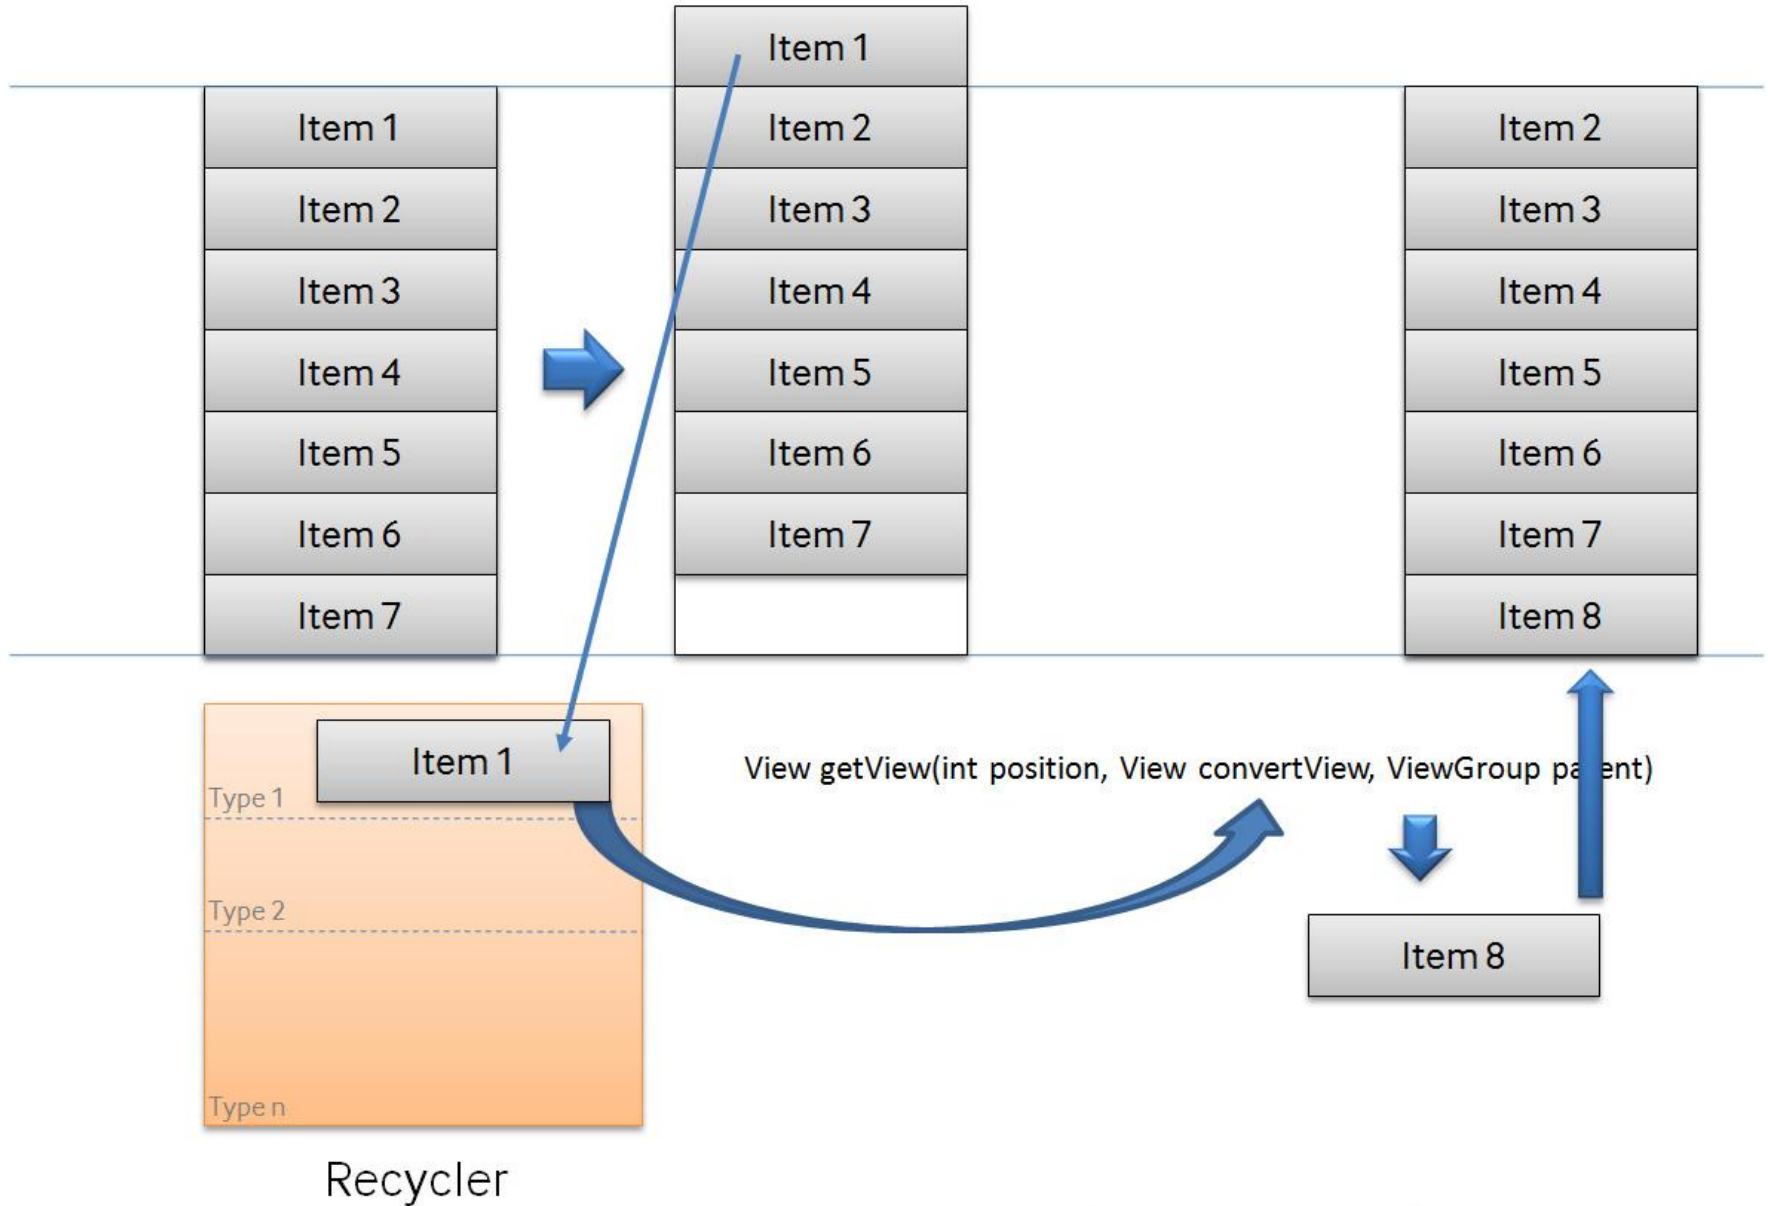 Item 1
Item 2
Item 3
Item 4
Item 5
Item 6
Item 7
Item 1
Item 2
Item 3
Item 4
Item 5
Item 6
Item 7
Item 2
Item 3
Item 4
Item 5
Item 6
Item 7
Item 8
Item 1
Type 1
Type 2
Type n
Recycler
View getView(int position, View convertView, ViewGroup parent)
Item 8